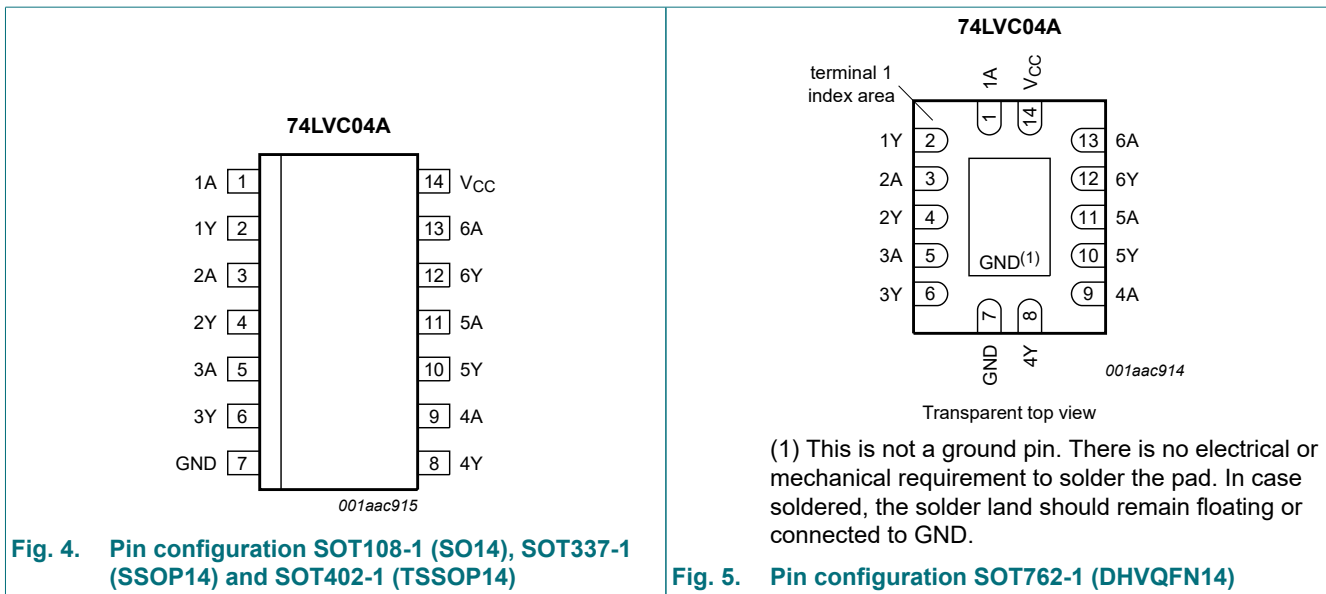 74LVC04A
1A 1
1Y 2
2A 3
2Y 4
3A 5
3Y 6
GND 7
14 VCC
13 6A
12 6Y
11 5A
10 5Y
9 4A
8 4Y
001aac915
Fig. 4. Pin configuration SOT108-1 (SO14), SOT337-1
(SSOP14) and SOT402-1 (TSSOP14)
74LVC04A
terminal 1
index area
1A
VCC
1
14
1Y 2
2A 3
2Y 4
3A 5
3Y 6
13 6A
12 6Y
11 5A
10 5Y
9 4A
GND(1)
7
8
GND
4Y
001aac914
Transparent top view
(1) This is not a ground pin. There is no electrical or
mechanical requirement to solder the pad. In case
soldered, the solder land should remain floating or
connected to GND.
Fig. 5. Pin configuration SOT762-1 (DHVQFN14)